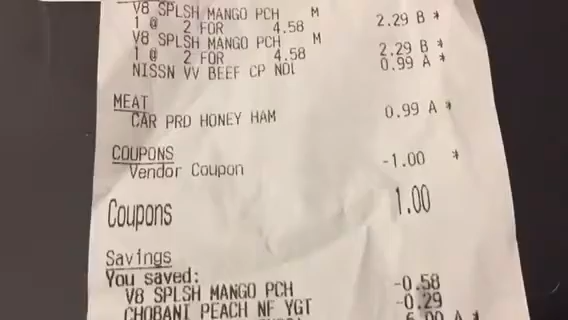 V8 SPLSH MANGO PCH M
1 @ 2 FOR 4.58 2.29 B *
V8 SPLSH MANGO PCH M
1 @ 2 FOR 4.58 2.29 B *
NISSN VV BEEF CP NDL 0.99 A *
MEAT
CAR PRD HONEY HAM 0.99 A *
COUPONS
Vendor Coupon -1.00 *
Coupons 1.00
Savings
You saved:
V8 SPLSH MANGO PCH -0.58
CHOBANI PEACH NF YGT -0.29